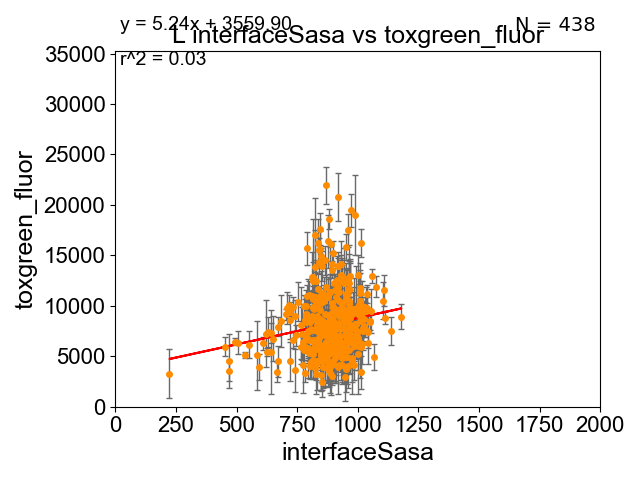 y = 5.24x + 3559.90
N = 438
L interfaceSasa vs toxgreen_fluor
r^2 = 0.03
35000
30000
25000
20000
15000
10000
5000
0
toxgreen_fluor
0 250 500 750 1000 1250 1500 1750 2000
interfaceSasa